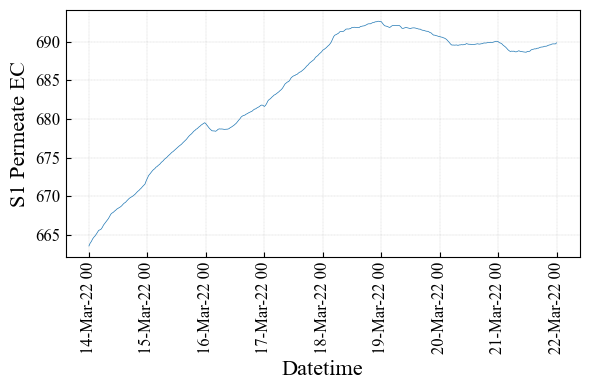 S1 Permeate EC
690
685
680
675
670
665
14-Mar-22 00
15-Mar-22 00
16-Mar-22 00
17-Mar-22 00
18-Mar-22 00
19-Mar-22 00
20-Mar-22 00
21-Mar-22 00
22-Mar-22 00
Datetime